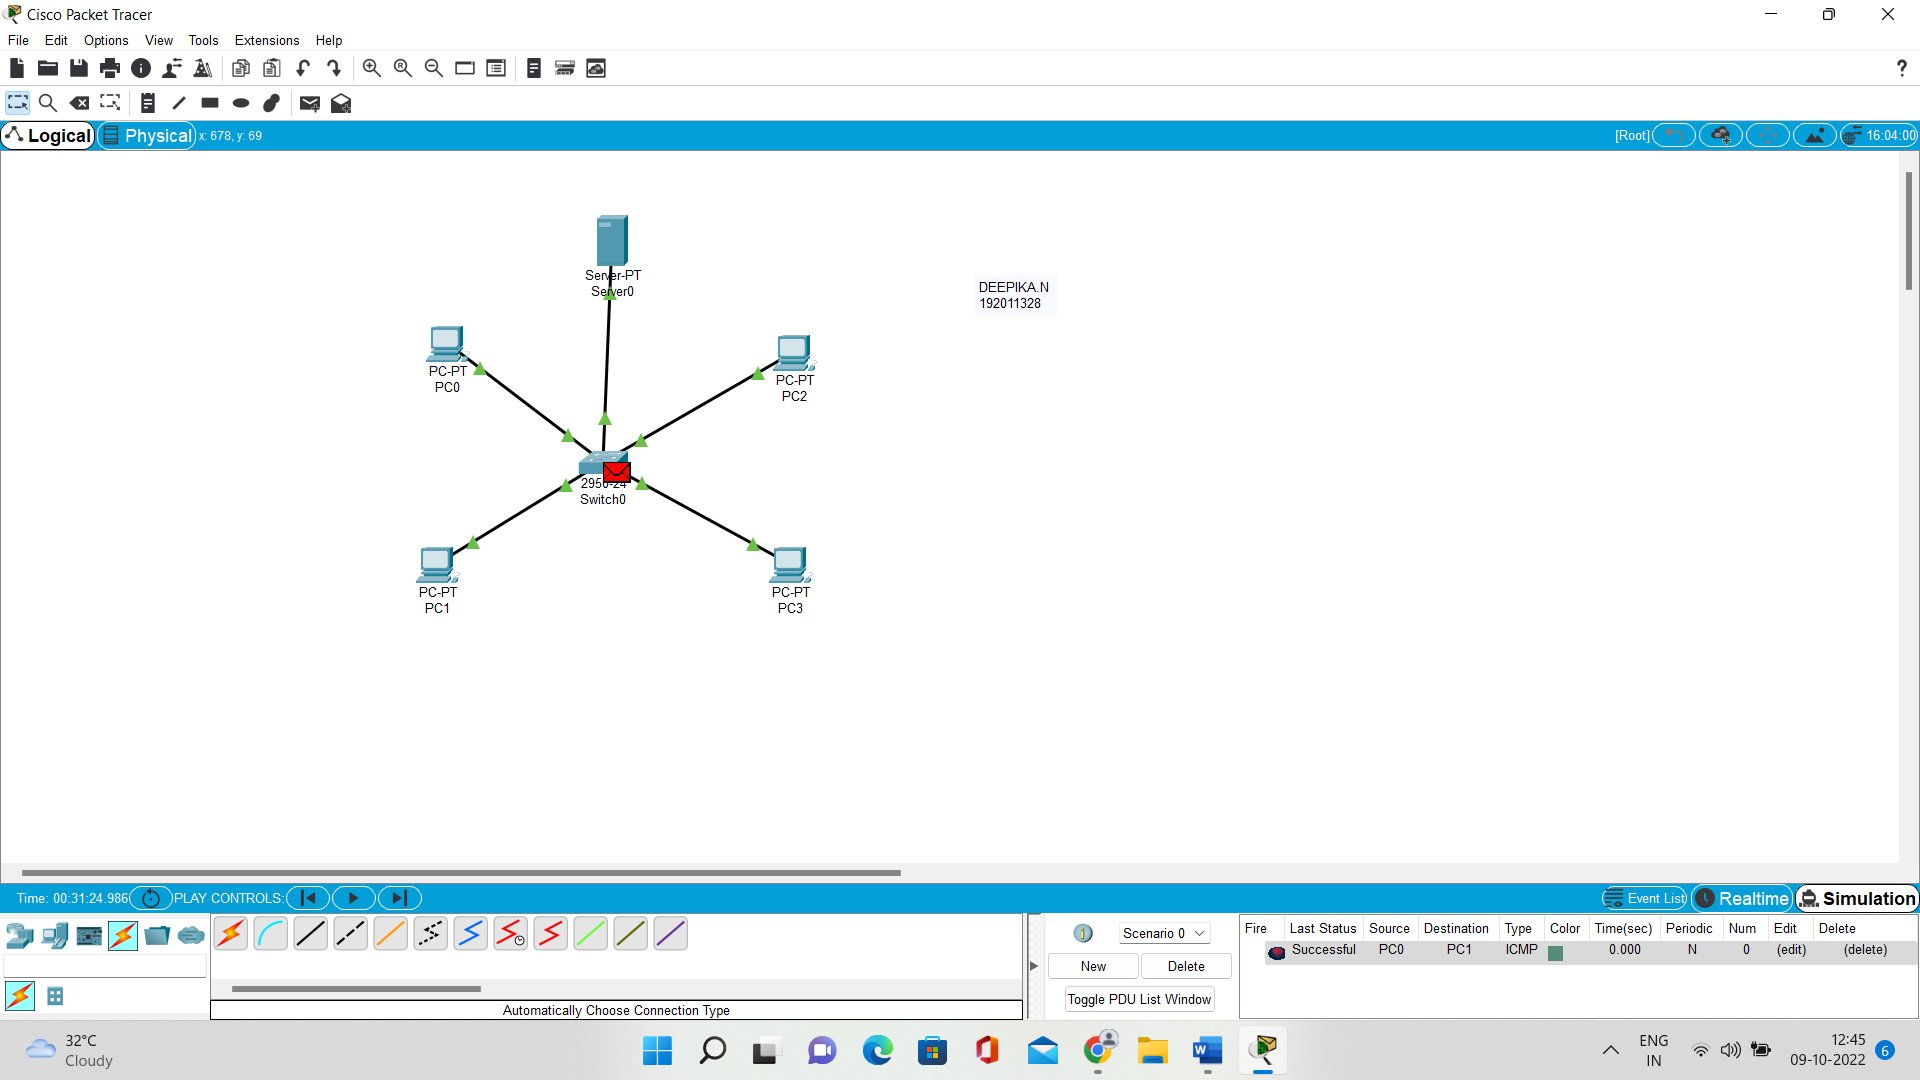 Cisco Packet Tracer
File Edit Options View Tools Extensions Help
Logical Physical x: 678, y: 69 [Root] 16:04:00
Server-PT
Server0
DEEPIKA.N
192011328
PC-PT
PC0
PC-PT
PC2
2950-24
Switch0
PC-PT
PC1
PC-PT
PC3
Time: 00:31:24.986 PLAY CONTROLS: Event List Realtime Simulation
Scenario 0
New Delete
Toggle PDU List Window
Fire Last Status Source Destination Type Color Time(sec) Periodic Num Edit Delete
Successful PC0 PC1 ICMP 0.000 N 0 (edit) (delete)
Automatically Choose Connection Type
32°C
Cloudy
ENG
IN
12:45
09-10-2022
6